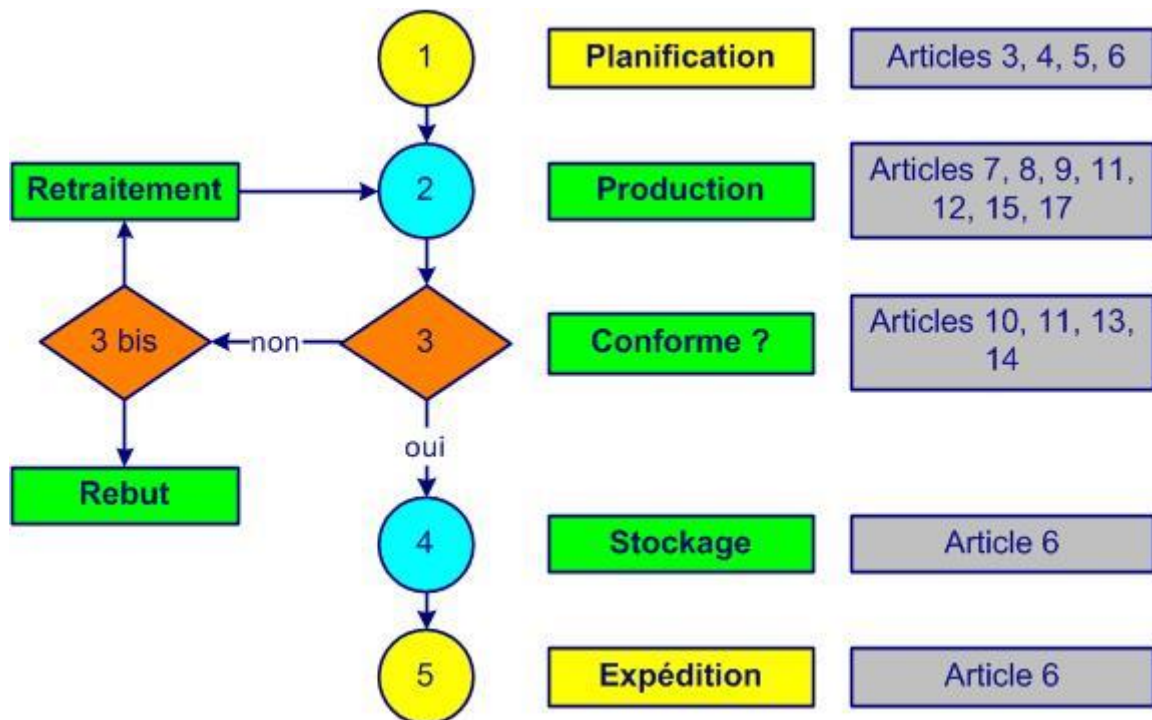 1
Planification
Articles 3, 4, 5, 6
Retraitement
2
Production
Articles 7, 8, 9, 11,
12, 15, 17
3 bis
non
3
Conforme ?
Articles 10, 11, 13,
14
oui
Rebut
4
Stockage
Article 6
5
Expédition
Article 6